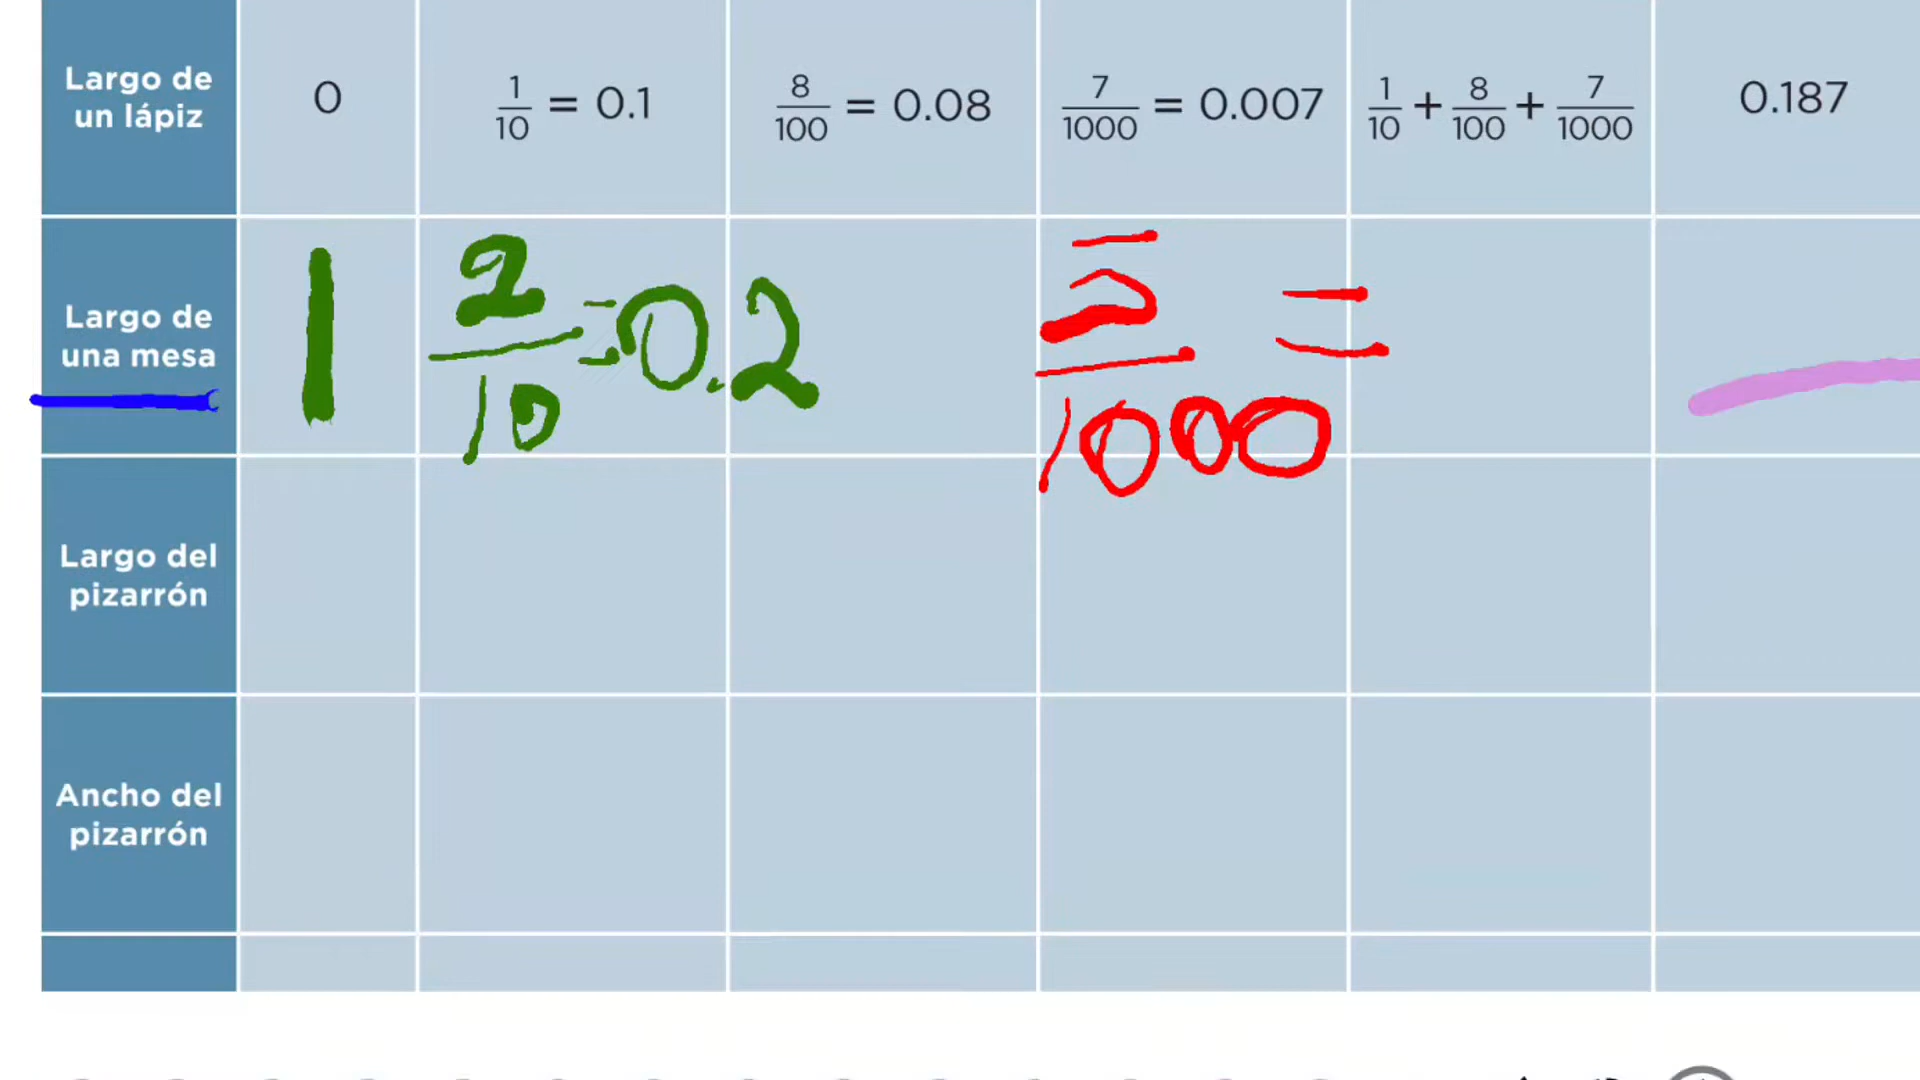 Largo de un lápiz 0 1/10 = 0.1 8/100 = 0.08 7/1000 = 0.007 1/10 + 8/100 + 7/1000 0.187
Largo de una mesa 1 2/10 = 0.2 5/1000 =
Largo del pizarrón
Ancho del pizarrón